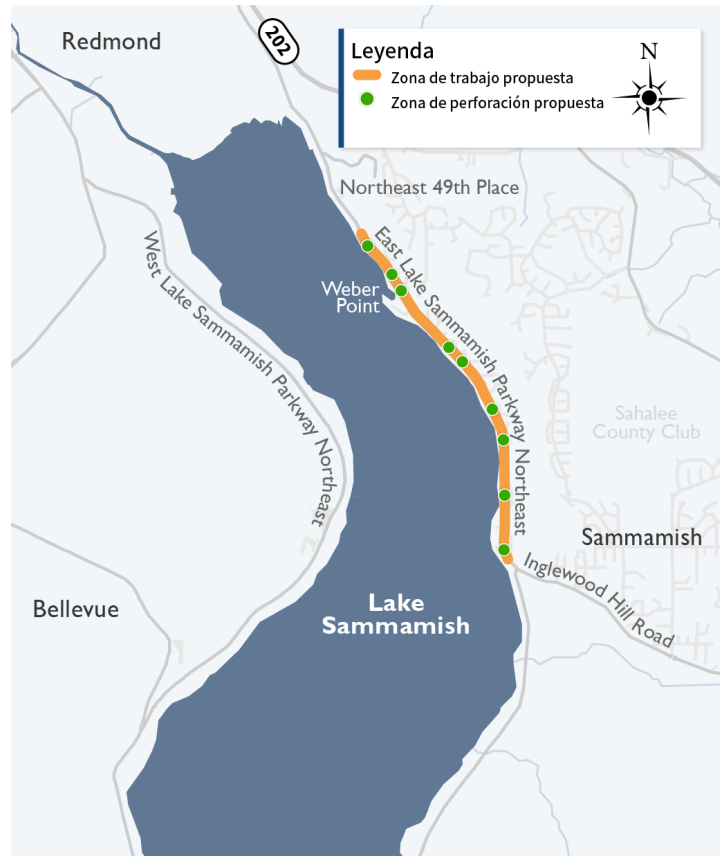 Redmond
202
Leyenda
Zona de trabajo propuesta
Zona de perforación propuesta
N
Northeast 49th Place
East Lake Sammamish Parkway Northeast
West Lake Sammamish Parkway Northeast
Weber
Point
Sahalee
County Club
Sammamish
Inglewood Hill Road
Bellevue
Lake
Sammamish